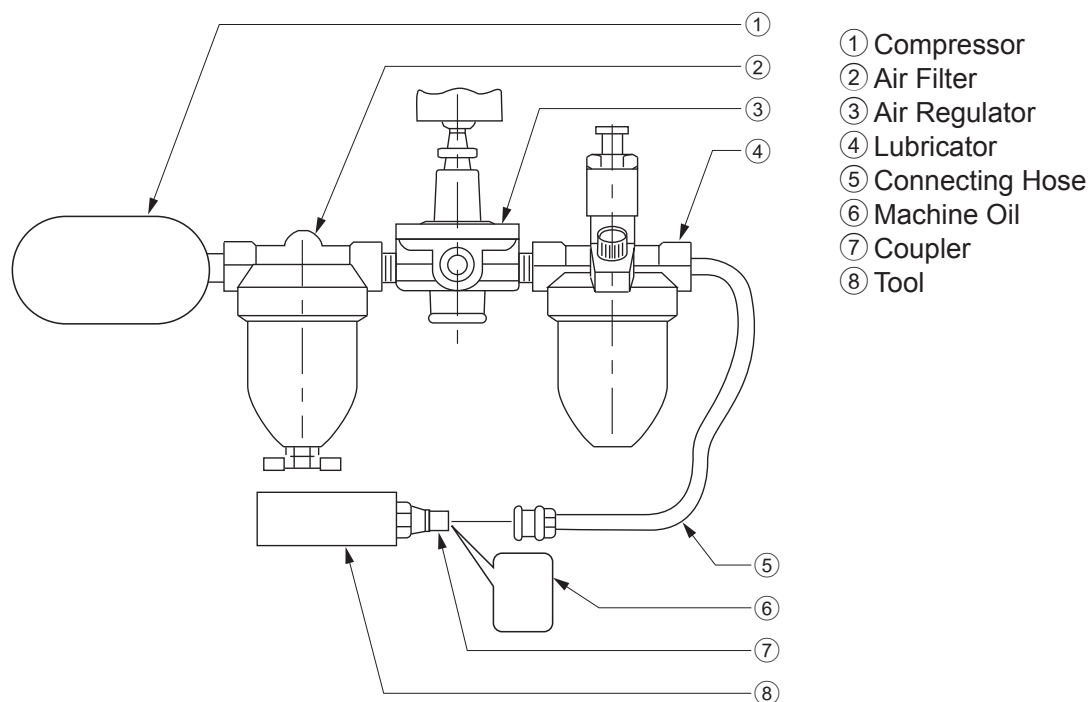 ①
②
③
④
⑤
⑥
⑦
⑧
① Compressor
② Air Filter
③ Air Regulator
④ Lubricator
⑤ Connecting Hose
⑥ Machine Oil
⑦ Coupler
⑧ Tool